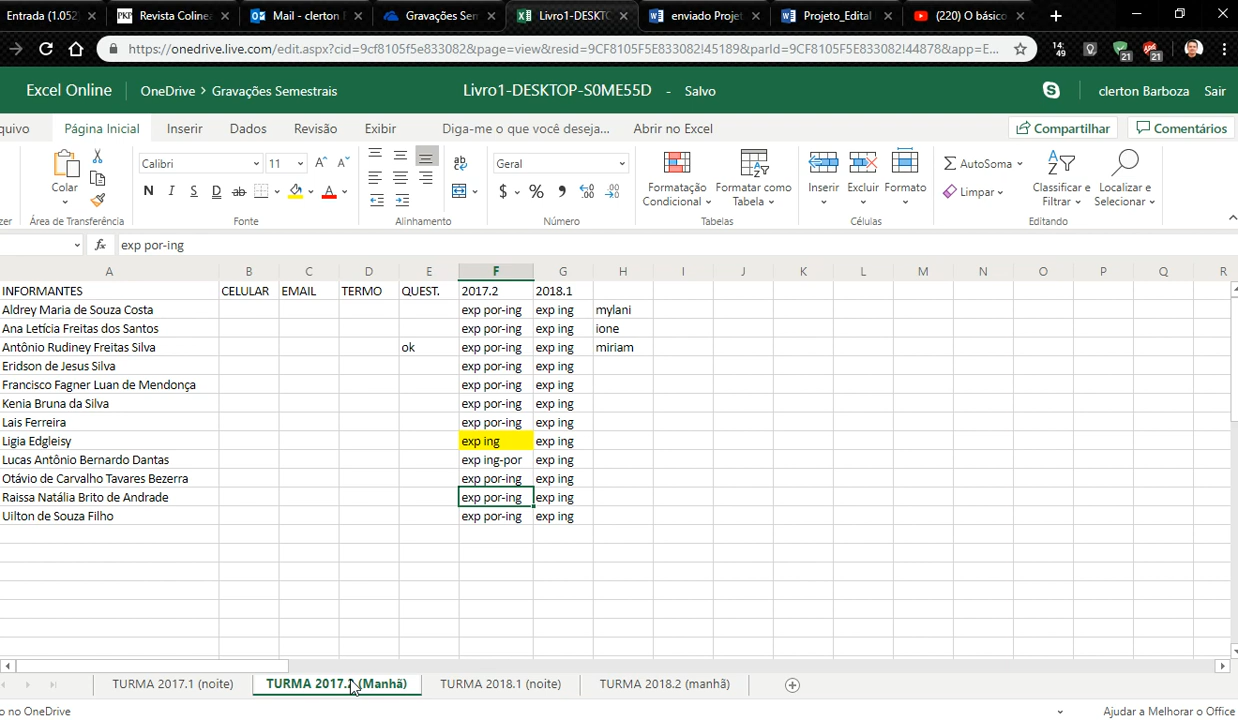 Entrada (1.052 Revista Colinea Mail - clerton Gravações Sem Livro1-DESKT enviado Projet Projeto_Edital (220) O básico
https://onedrive.live.com/edit.aspx?cid=9cf8105f5e833082&page=view&resid=9CF8105F5E833082!45189&parId=9CF8105F5E833082!44878&app=E... 14:49 21 21
Excel Online OneDrive > Gravações Semestrais Livro1-DESKTOP-S0ME55D - Salvo clerton Barboza Sair
quivo Página Inicial Inserir Dados Revisão Exibir Diga-me o que você deseja... Abrir no Excel Compartilhar Comentários
Calibri 11 Geral AutoSoma
Colar N I S D ab A $ % Formatação Condicional Formatar como Tabela Inserir Excluir Formato Limpar Classificar e Filtrar Localizar e Selecionar
zer Área de Transferência Fonte Alinhamento Número Tabelas Células Editando
fx exp por-ing
A B C D E F G H I J K L M N O P Q R
INFORMANTES CELULAR EMAIL TERMO QUEST. 2017.2 2018.1
Aldrey Maria de Souza Costa exp por-ing exp ing mylani
Ana Letícia Freitas dos Santos exp por-ing exp ing ione
Antônio Rudiney Freitas Silva ok exp por-ing exp ing miriam
Eridson de Jesus Silva exp por-ing exp ing
Francisco Fagner Luan de Mendonça exp por-ing exp ing
Kenia Bruna da Silva exp por-ing exp ing
Lais Ferreira exp por-ing exp ing
Ligia Edgleisy exp ing exp ing
Lucas Antônio Bernardo Dantas exp ing-por exp ing
Otávio de Carvalho Tavares Bezerra exp por-ing exp ing
Raissa Natália Brito de Andrade exp por-ing exp ing
Uilton de Souza Filho exp por-ing exp ing
TURMA 2017.1 (noite) TURMA 2017.2 (Manhã) TURMA 2018.1 (noite) TURMA 2018.2 (manhã)
o no OneDrive Ajudar a Melhorar o Office